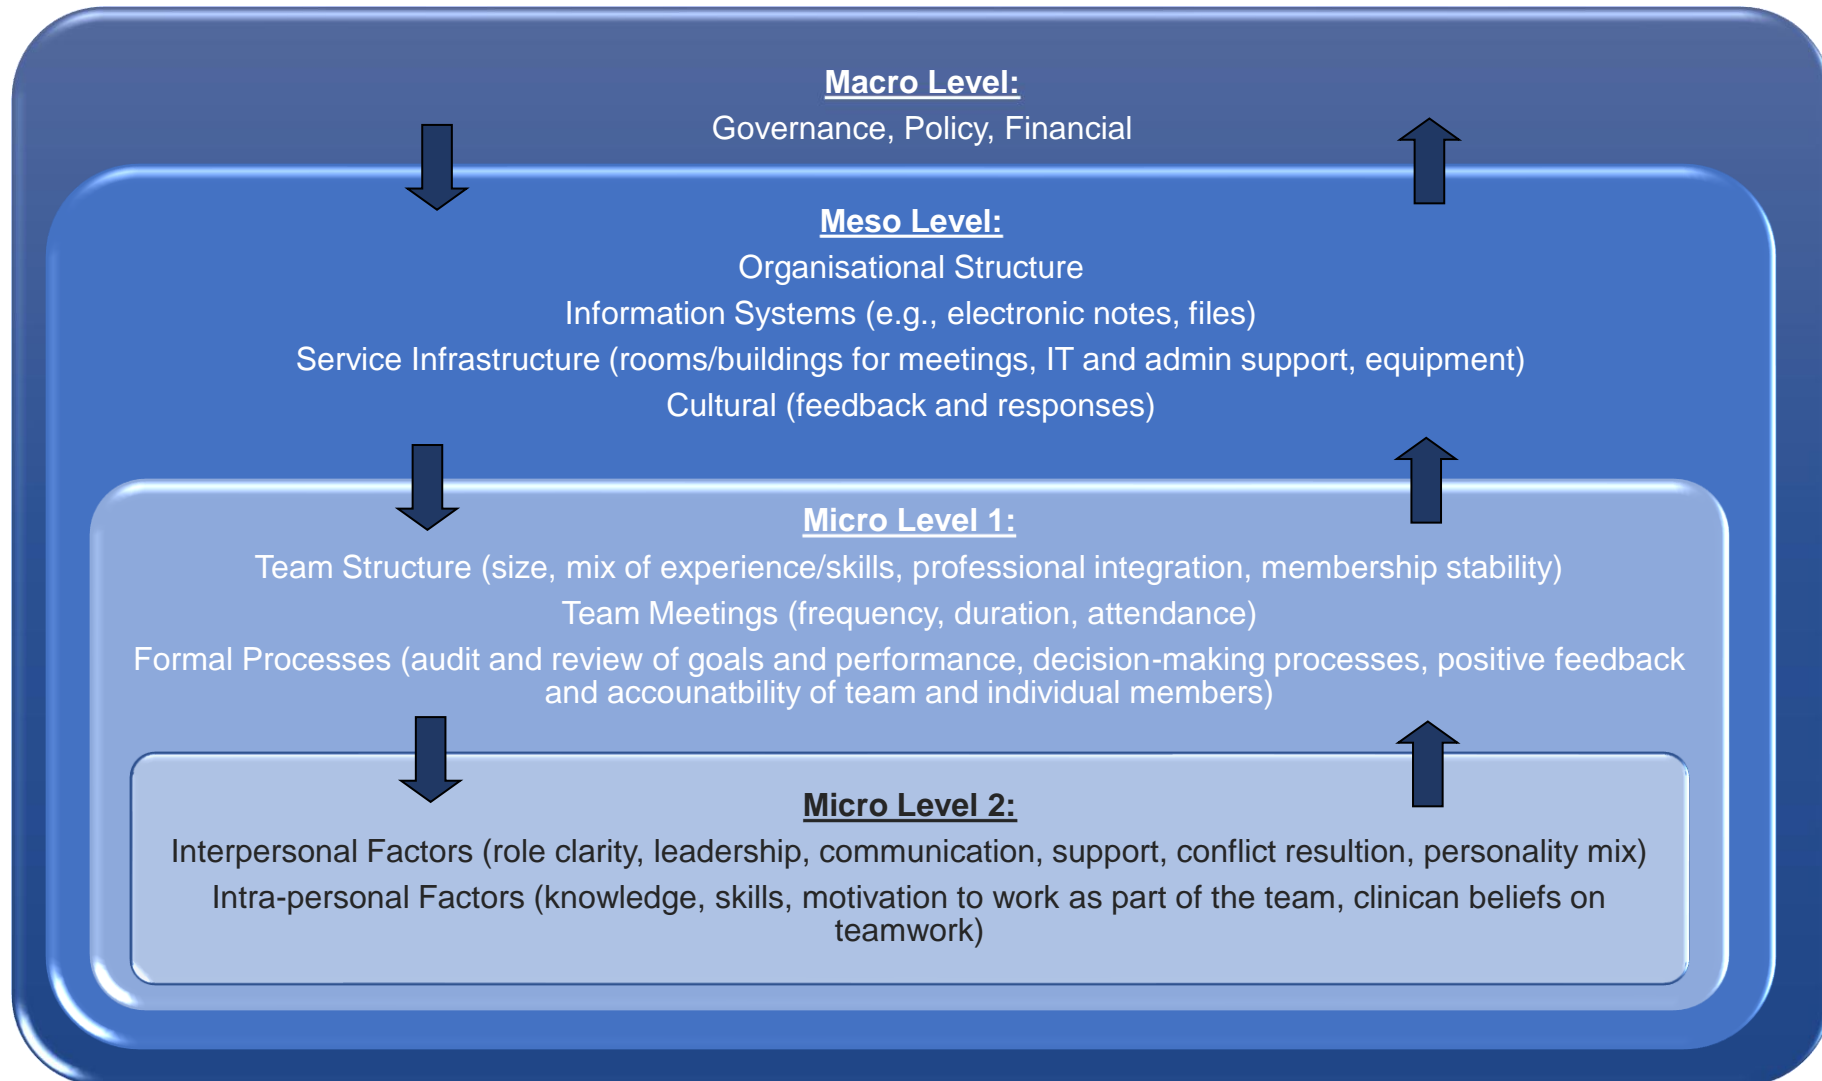 Macro Level:
Governance, Policy, Financial
Meso Level:
Organisational Structure
Information Systems (e.g., electronic notes, files)
Service Infrastructure (rooms/buildings for meetings, IT and admin support, equipment)
Cultural (feedback and responses)
Micro Level 1:
Team Structure (size, mix of experience/skills, professional integration, membership stability)
Team Meetings (frequency, duration, attendance)
Formal Processes (audit and review of goals and performance, decision-making processes, positive feedback
and accounatbility of team and individual members)
Micro Level 2:
Interpersonal Factors (role clarity, leadership, communication, support, conflict resultion, personality mix)
Intra-personal Factors (knowledge, skills, motivation to work as part of the team, clinican beliefs on
teamwork)